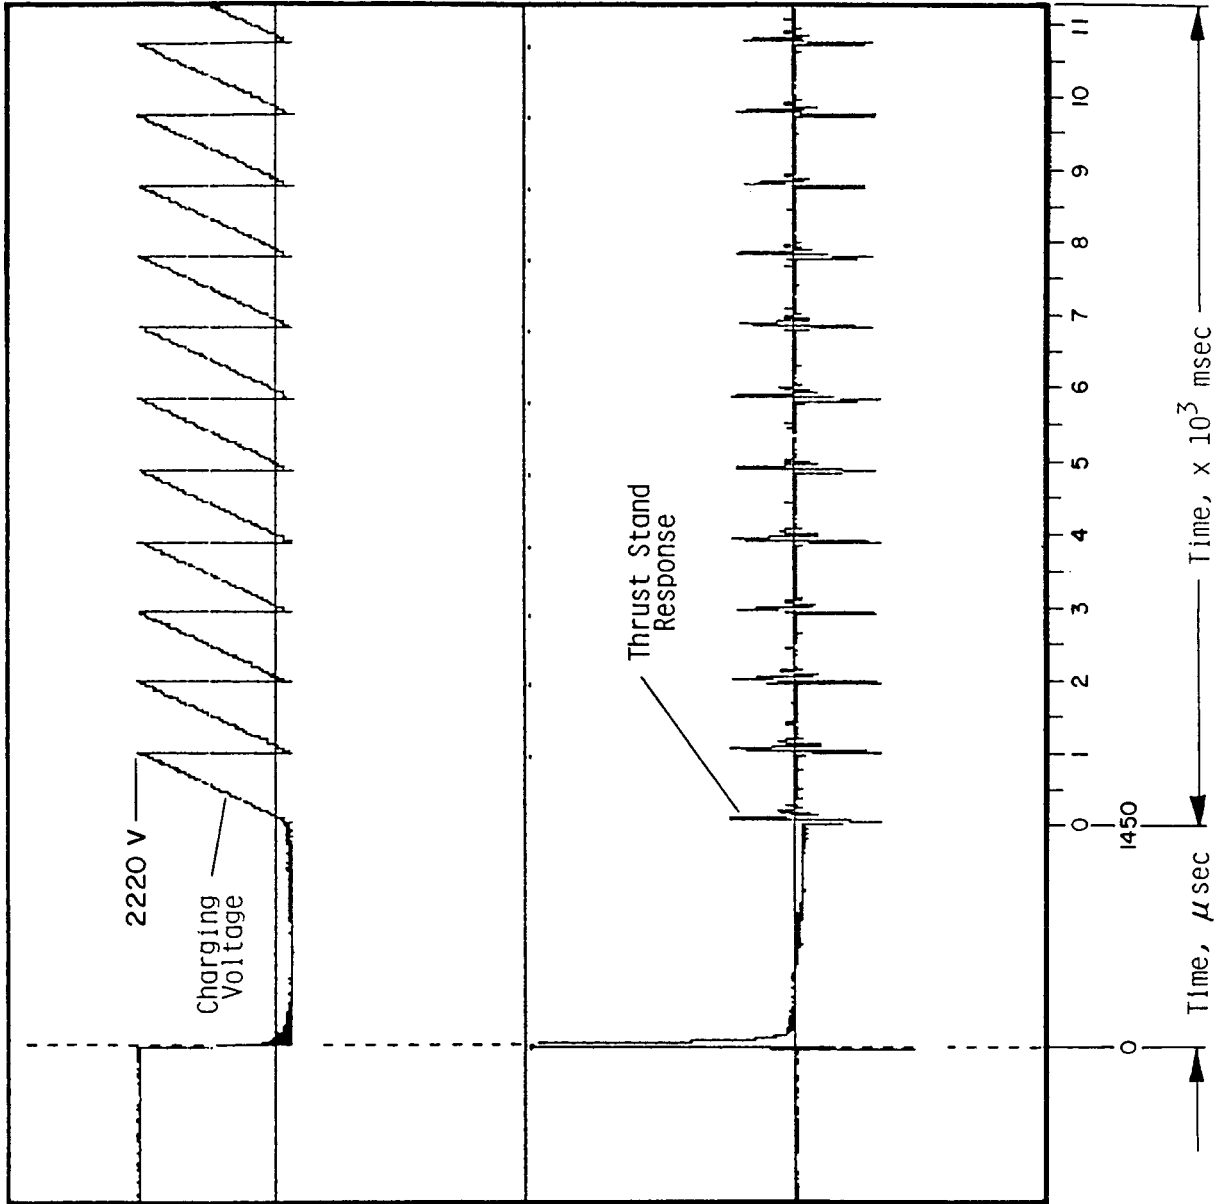 2220 V
Charging
Voltage
Thrust Stand
Response
0
1450
0
1
2
3
4
5
6
7
8
9
10
11
Time, μsec
Time, x 10³ msec